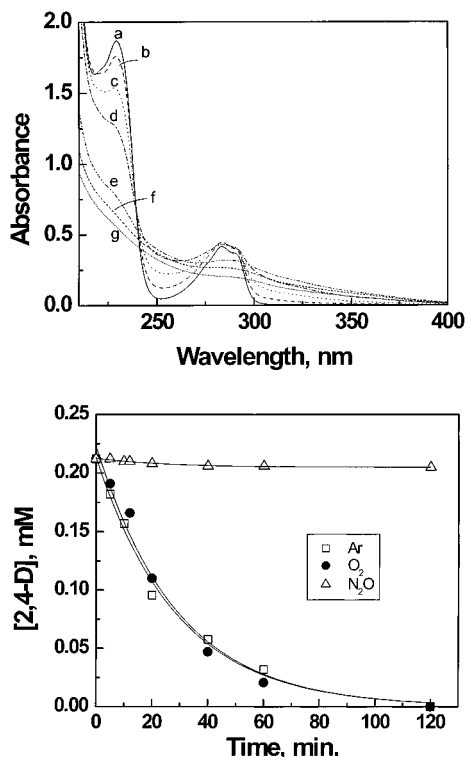 2.0
1.5
1.0
0.5
0.0
Absorbance
a
b
c
d
e
f
g
250
300
350
400
Wavelength, nm
0.25
0.20
0.15
0.10
0.05
0.00
[2,4-D], mM
Ar
O₂
N₂O
0
20
40
60
80
100
120
Time, min.